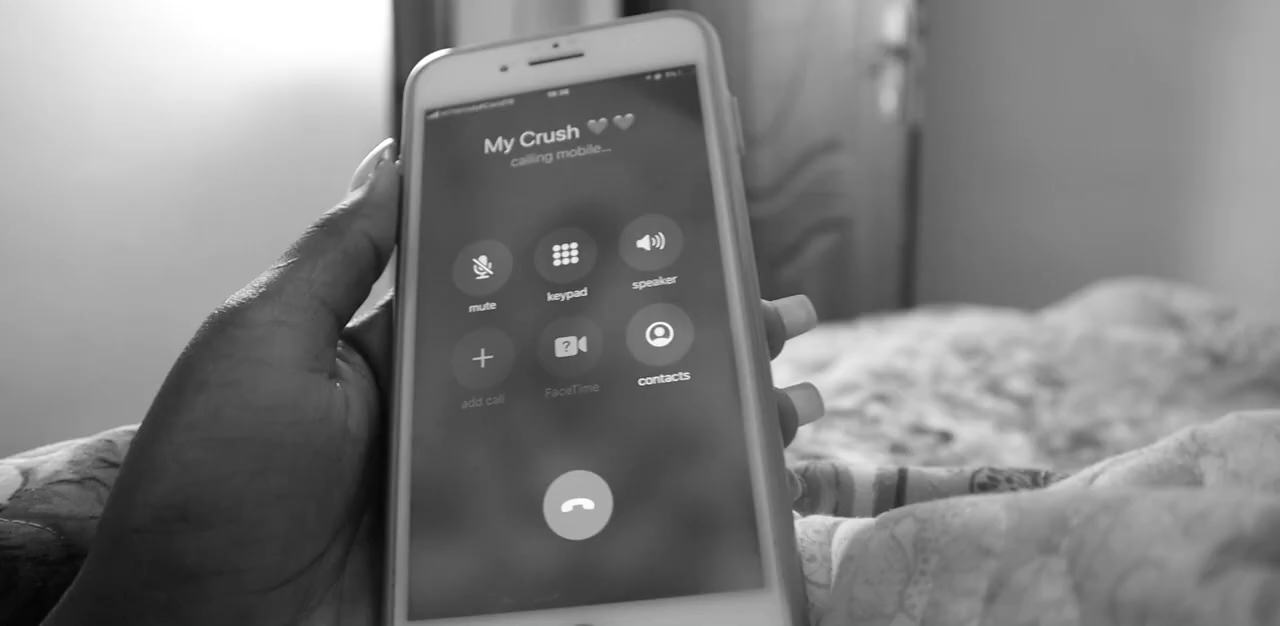 My Crush 🤍🤍
calling mobile...
mute
keypad
speaker
add call
FaceTime
contacts